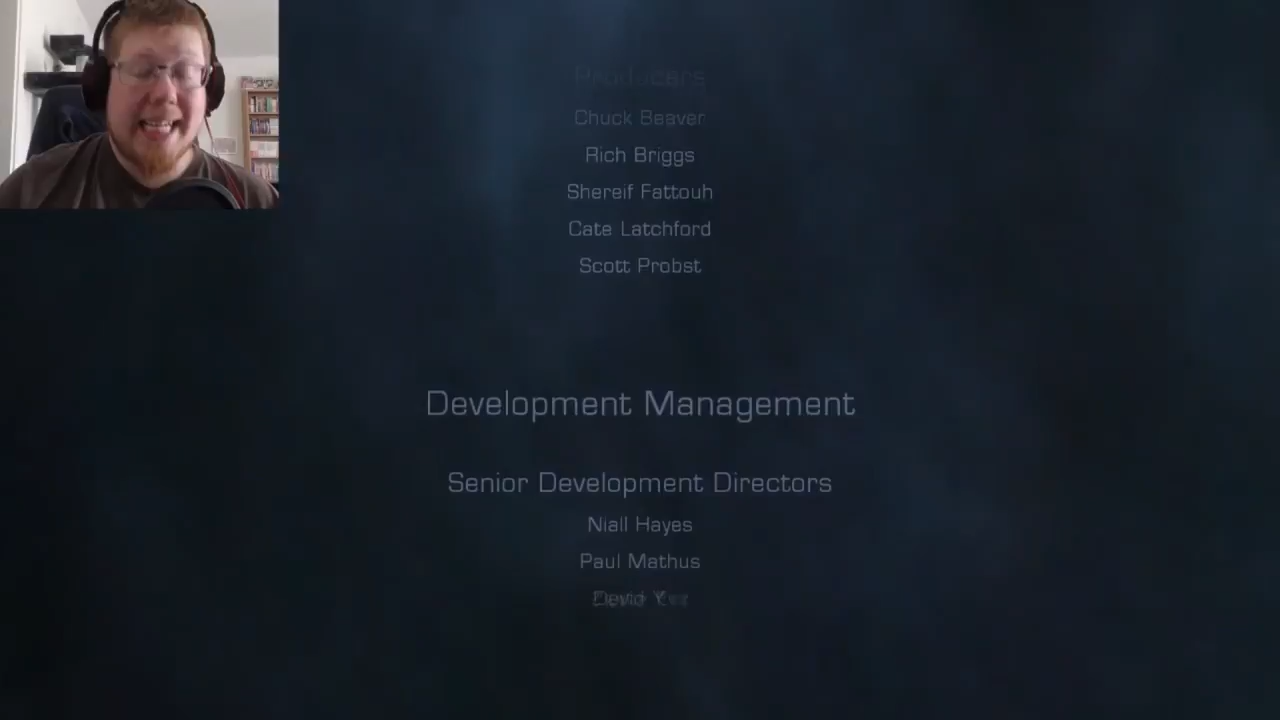 Producers
Chuck Beaver
Rich Briggs
Shereif Fattouh
Cate Latchford
Scott Probst
Development Management
Senior Development Directors
Niall Hayes
Paul Mathus